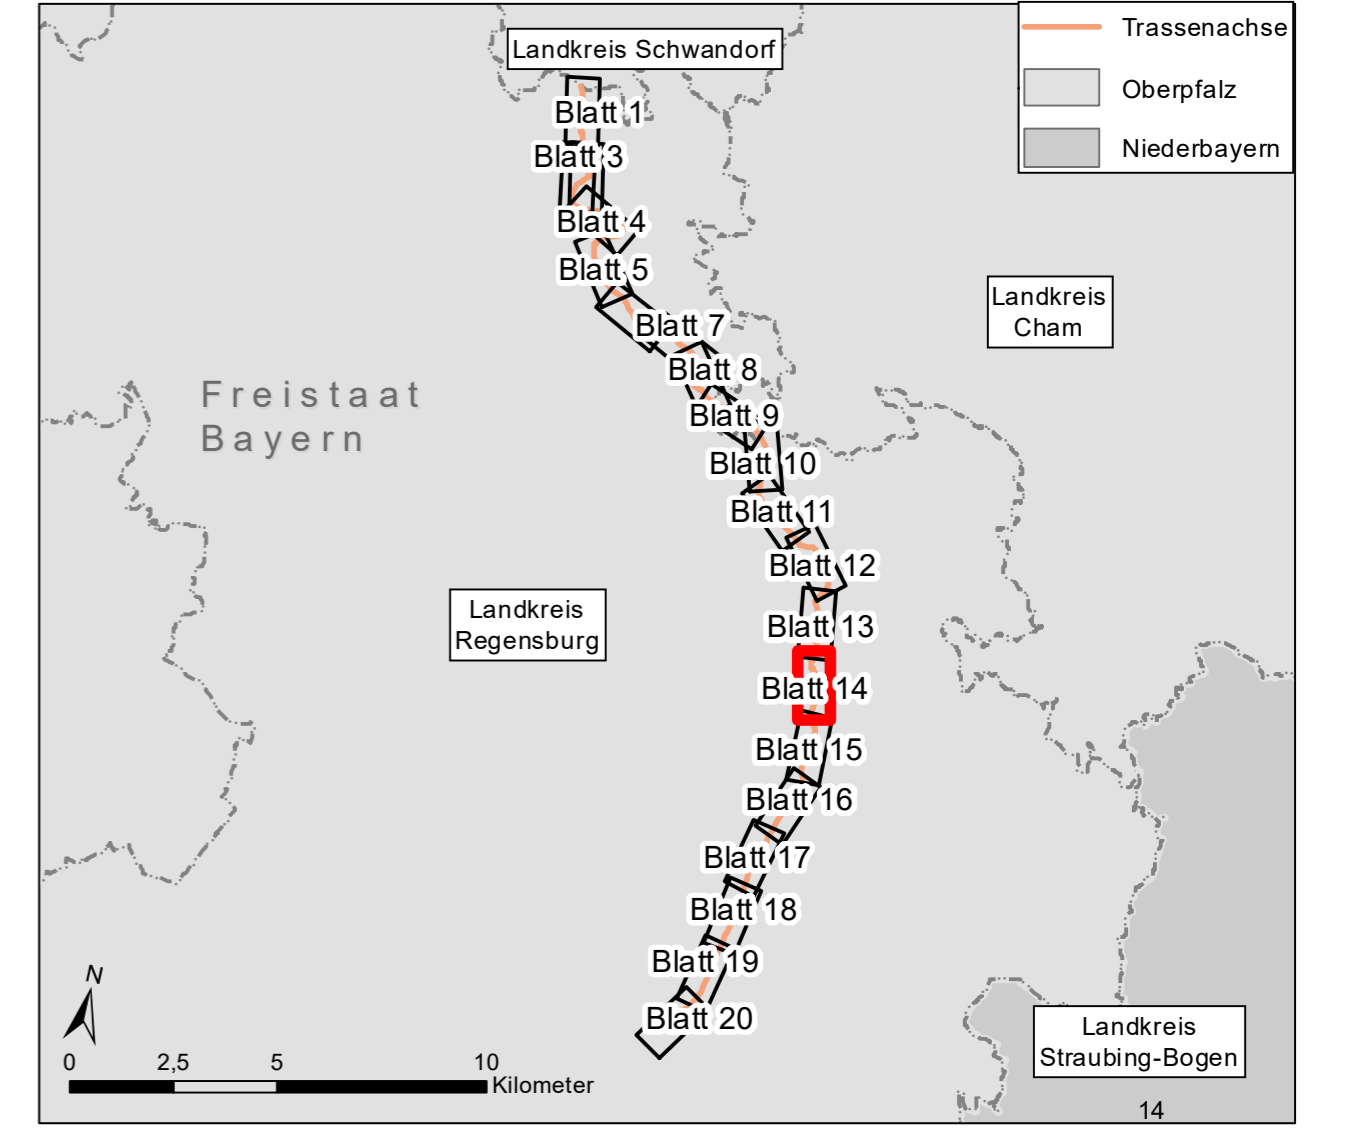 Landkreis Schwandorf
Trassenachse
Oberpfalz
Niederbayern
Blatt 1
Blatt 3
Blatt 4
Blatt 5
Blatt 7
Blatt 8
Blatt 9
Blatt 10
Blatt 11
Blatt 12
Blatt 13
Blatt 14
Blatt 15
Blatt 16
Blatt 17
Blatt 18
Blatt 19
Blatt 20
Landkreis
Cham
Freistaat
Bayern
Landkreis
Regensburg
Landkreis
Straubing-Bogen
N
0 2,5 5 10
Kilometer
14